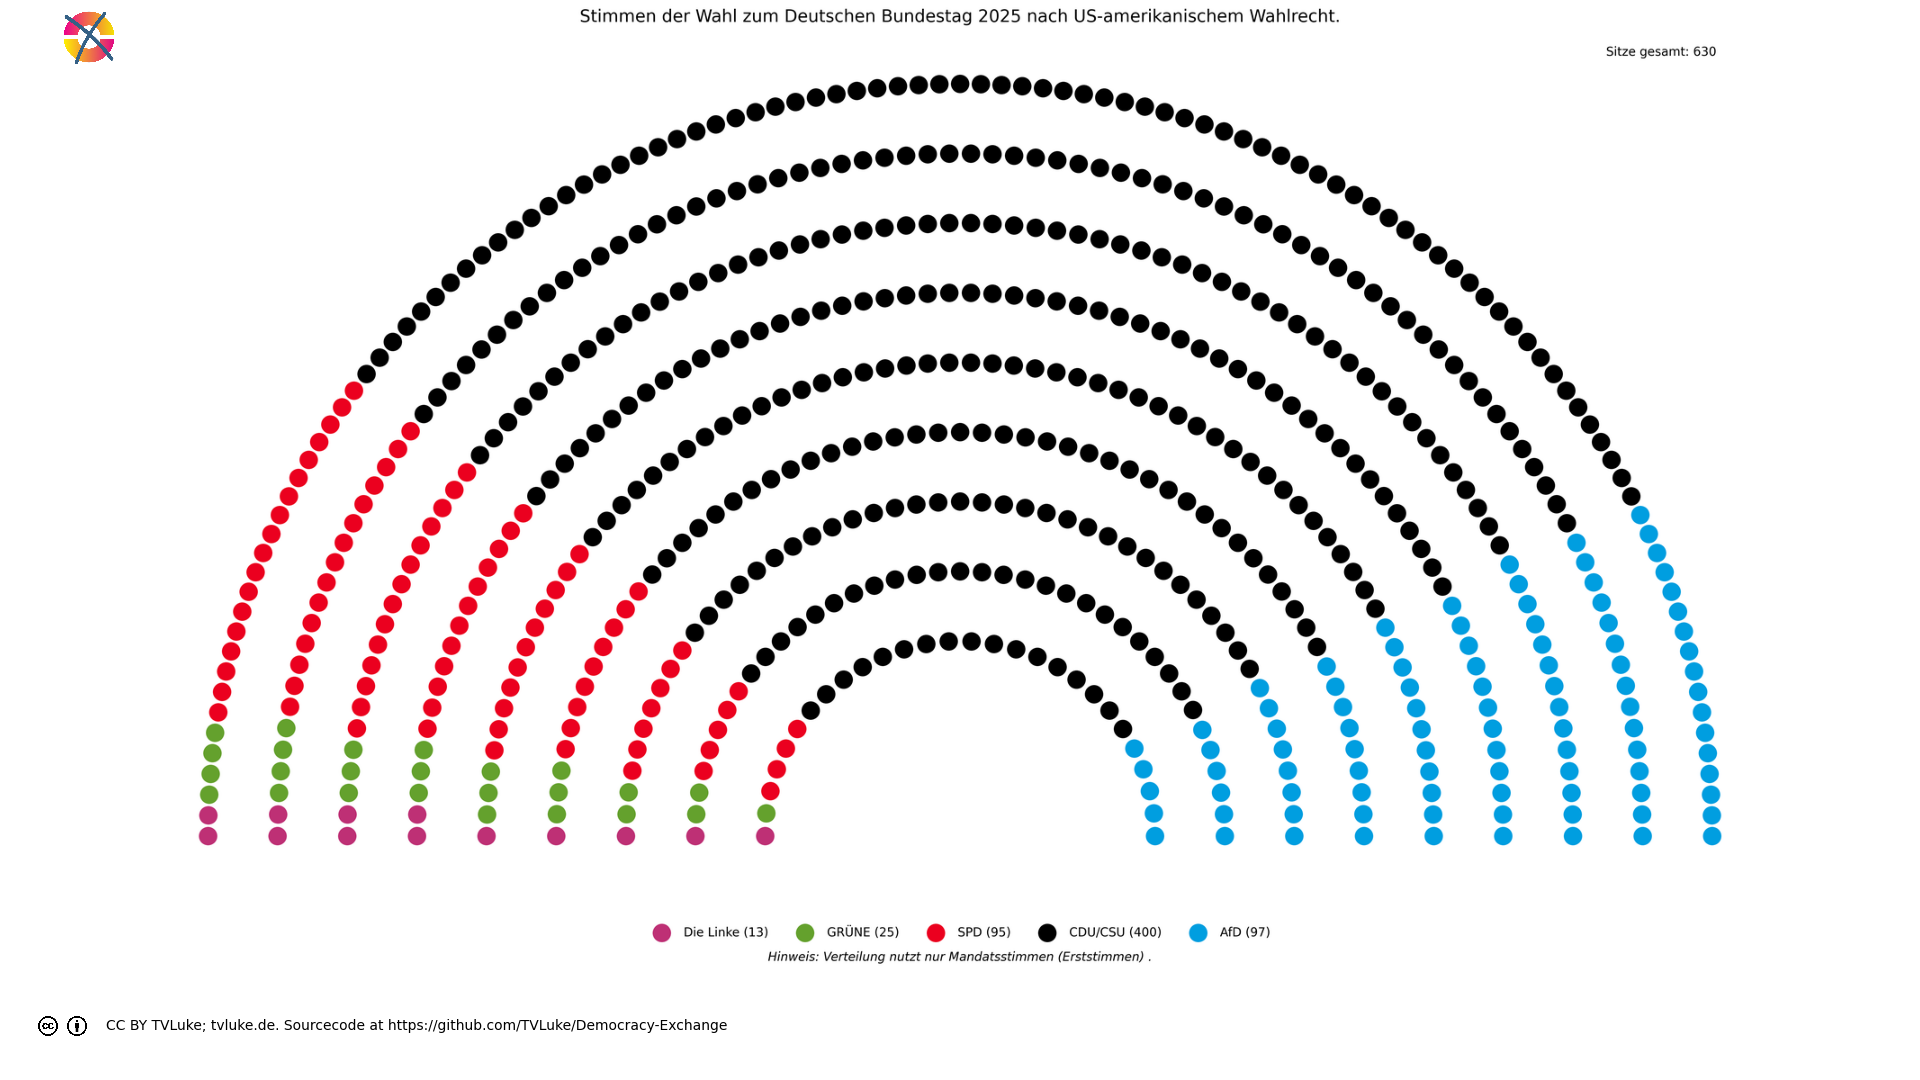 Stimmen der Wahl zum Deutschen Bundestag 2025 nach US-amerikanischem Wahlrecht.
Sitze gesamt: 630
Die Linke (13) GRÜNE (25) SPD (95) CDU/CSU (400) AfD (97)
Hinweis: Verteilung nutzt nur Mandatsstimmen (Erststimmen) .
cc CC BY TVLuke; tvluke.de. Sourcecode at https://github.com/TVLuke/Democracy-Exchange